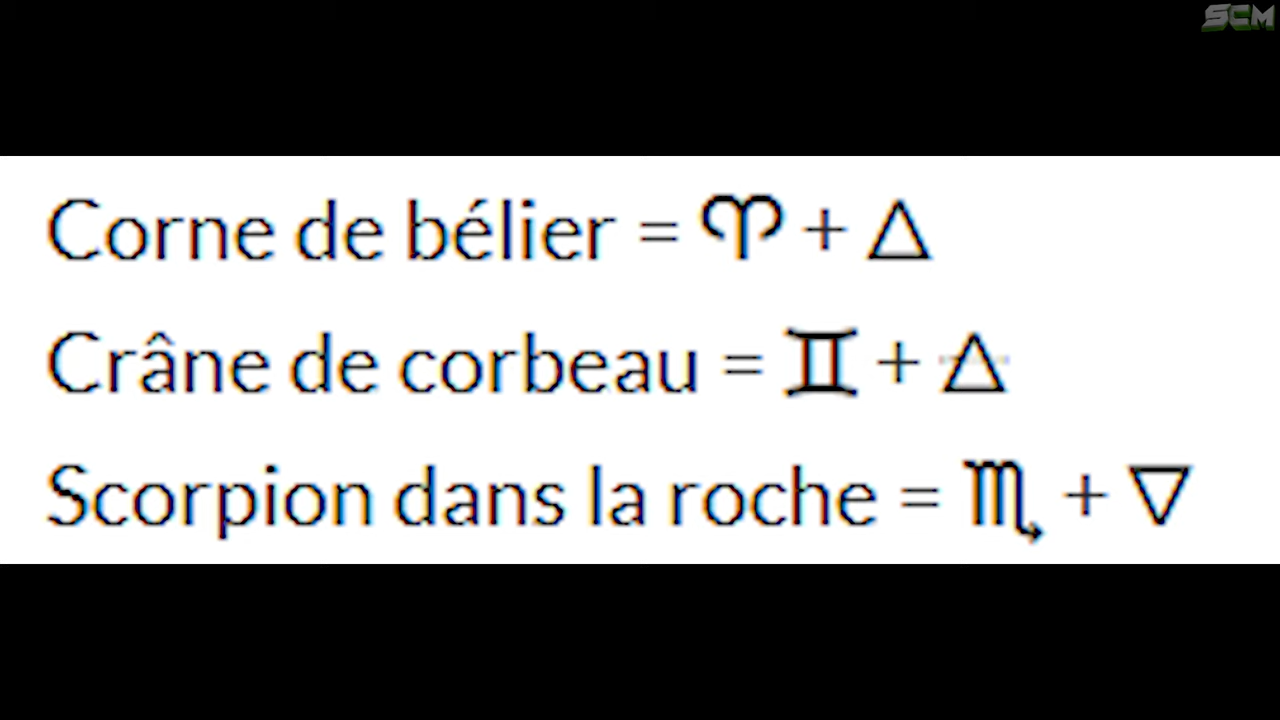 SCM
Corne de bélier = ♈ + △
Crâne de corbeau = ♊ + 🜁
Scorpion dans la roche = ♏ + ▽